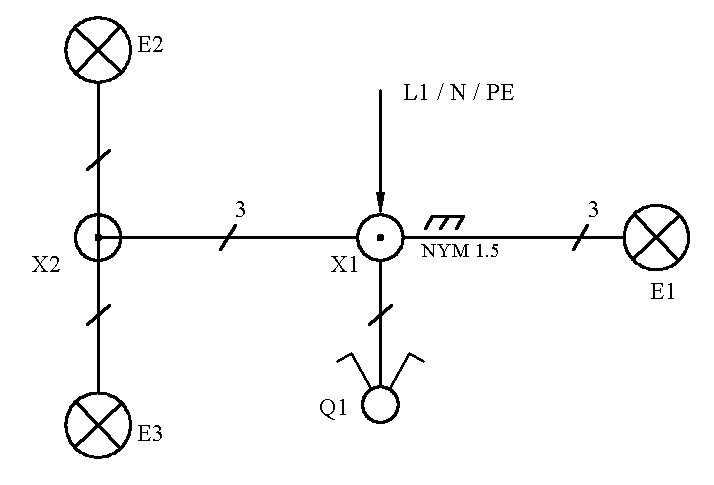 E2
L1 / N / PE
3
3
X2
X1
NYM 1.5
E1
Q1
E3